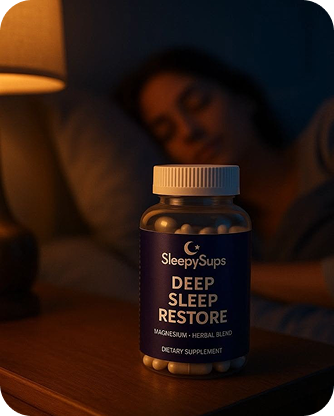 SleepySups
DEEP
SLEEP
RESTORE
MAGNESIUM • HERBAL BLEND
DIETARY SUPPLEMENT